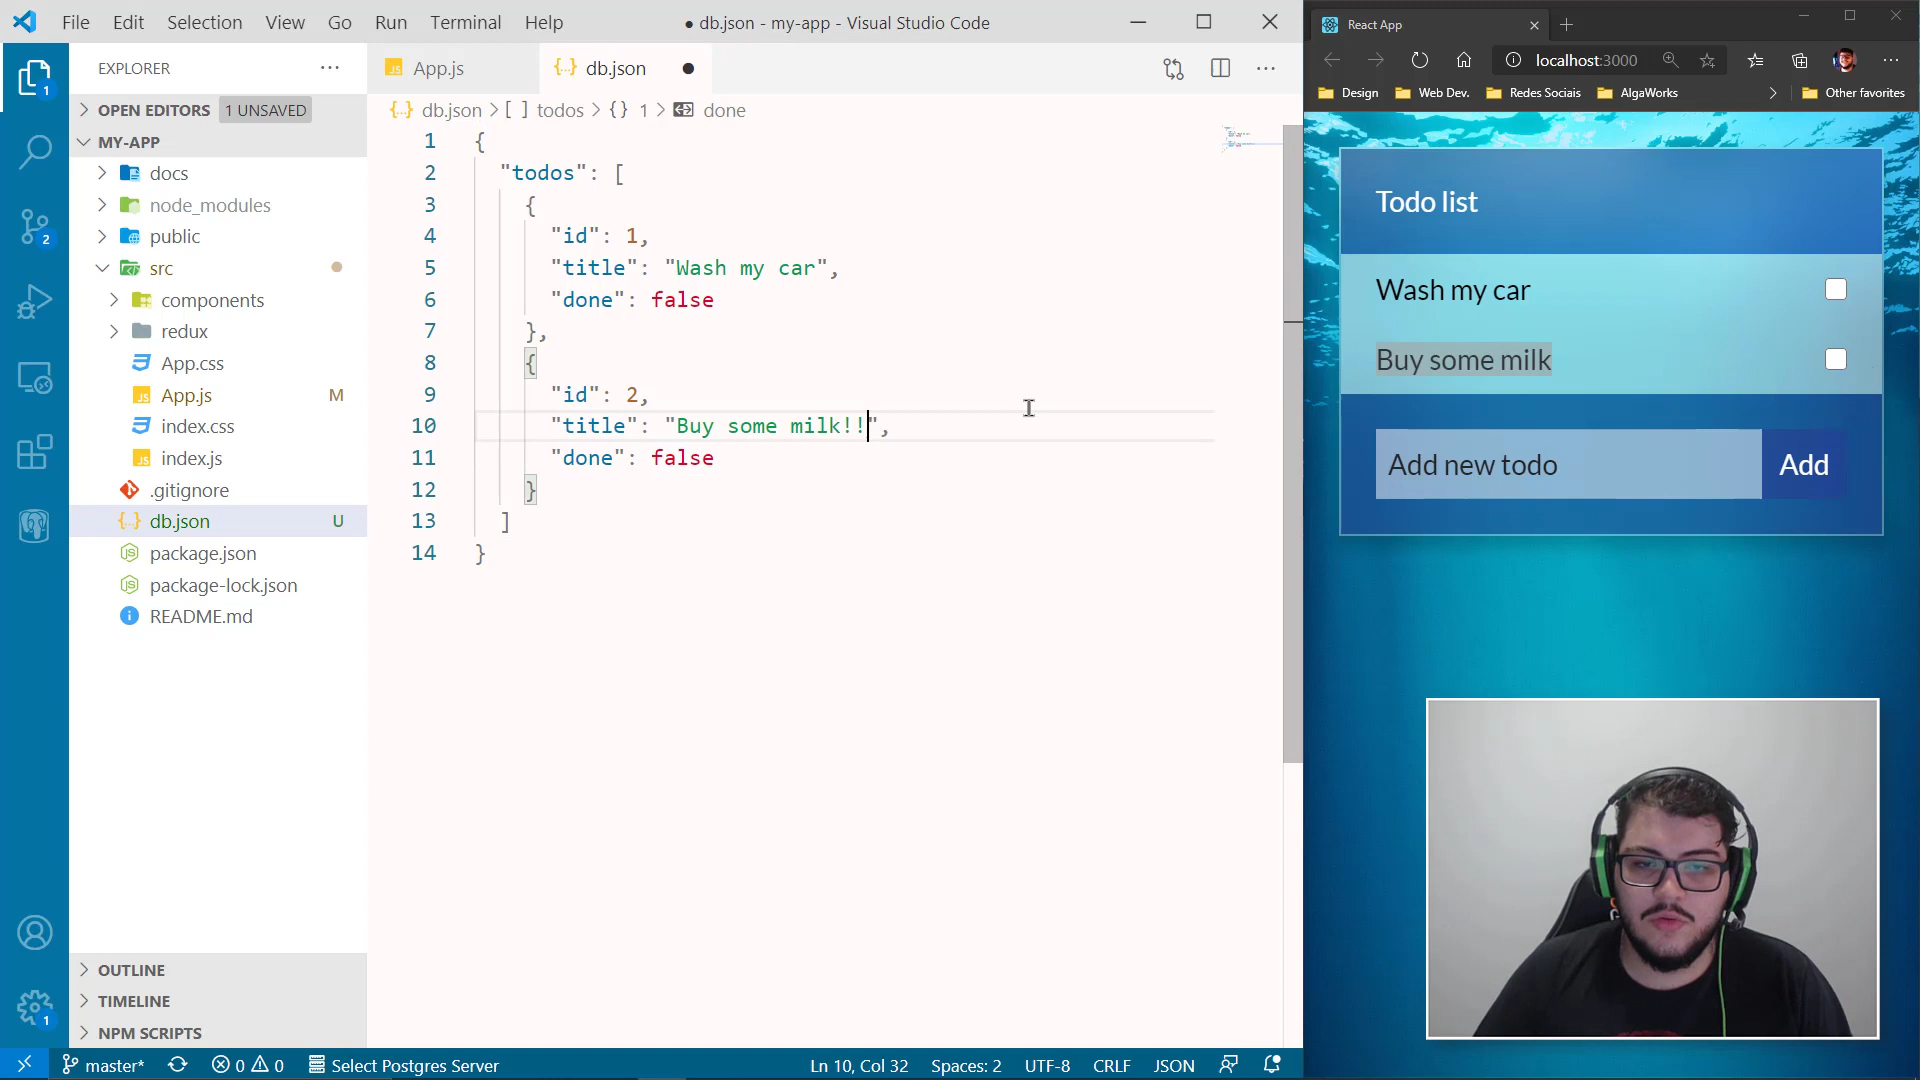 File Edit Selection View Go Run Terminal Help
● db.json - my-app - Visual Studio Code
EXPLORER
OPEN EDITORS 1 UNSAVED
MY-APP
docs
node_modules
public
src
components
redux
App.css
App.js M
index.css
index.js
.gitignore
db.json U
package.json
package-lock.json
README.md
OUTLINE
TIMELINE
NPM SCRIPTS
1
2
1
App.js
db.json
db.json > [ ] todos > {} 1 > done
1 {
2 "todos": [
3 {
4 "id": 1,
5 "title": "Wash my car",
6 "done": false
7 },
8 {
9 "id": 2,
10 "title": "Buy some milk!!",
11 "done": false
12 }
13 ]
14 }
master* 0 0 Select Postgres Server Ln 10, Col 32 Spaces: 2 UTF-8 CRLF JSON
React App
localhost:3000
Design Web Dev. Redes Sociais AlgaWorks Other favorites
Todo list
Wash my car
Buy some milk
Add new todo Add